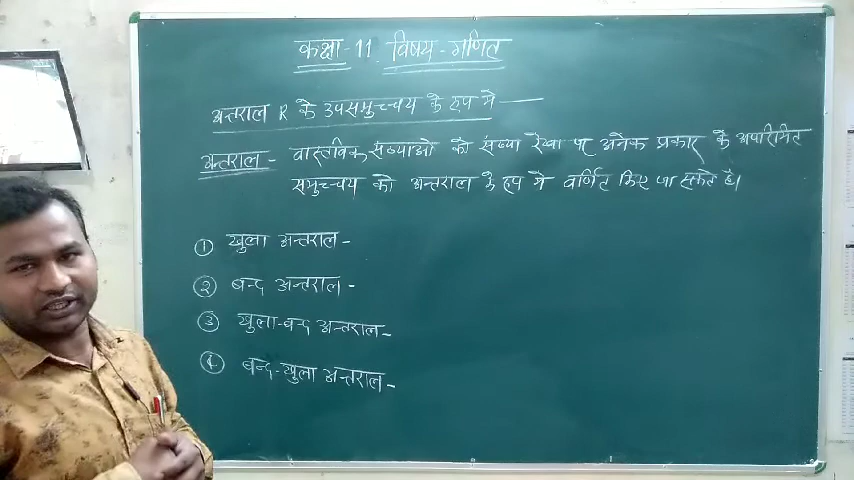 कक्षा - 11 विषय - गणित
अन्तराल R के उपसमुच्चय के रूप में —
अन्तराल - वास्तविक संख्याओं की संख्या रेखा पर अनेक प्रकार के अपरिमित
समुच्चय को अन्तराल के रूप में वर्णित किए जा सकते है।
① खुला अन्तराल -
② बन्द अन्तराल -
③ खुला-बन्द अन्तराल -
④ बन्द-खुला अन्तराल -